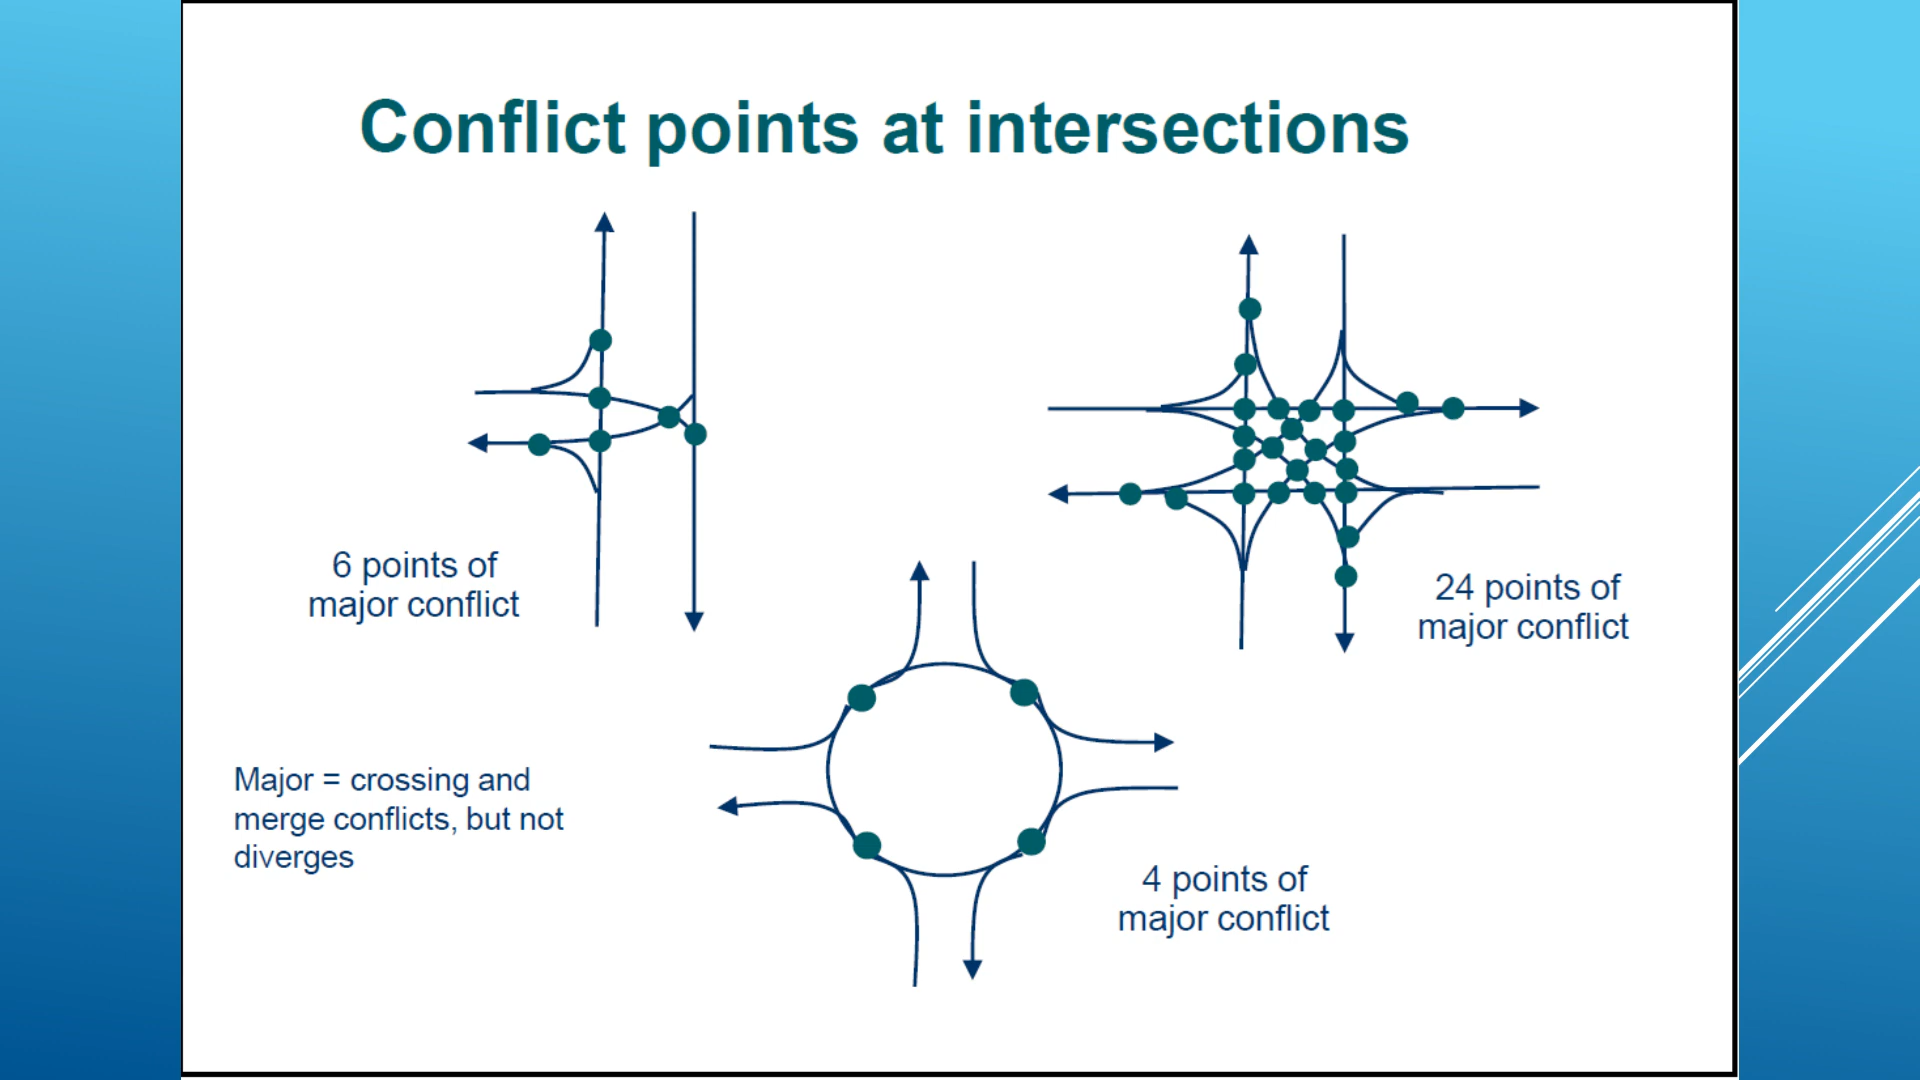 Conflict points at intersections
6 points of
major conflict
24 points of
major conflict
Major = crossing and
merge conflicts, but not
diverges
4 points of
major conflict